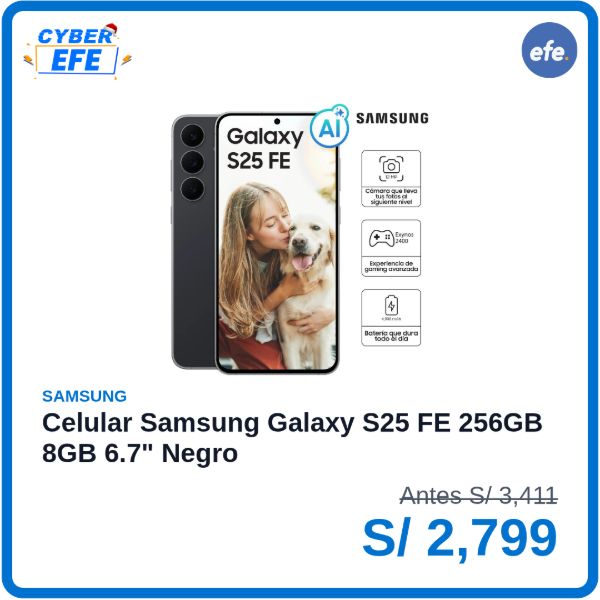 CYBER
EFE
efe.
Galaxy
S25 FE
AI
SAMSUNG
12 MP
Cámara que lleva
tus fotos al
siguiente nivel
Exynos
2400
Experiencia de
gaming avanzada
Batería que dura
todo el día
SAMSUNG
Celular Samsung Galaxy S25 FE 256GB
8GB 6.7" Negro
Antes S/ 3,411
S/ 2,799